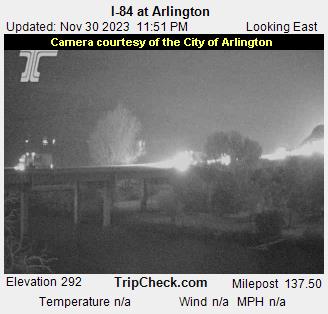 I-84 at Arlington
Updated: Nov 30 2023 11:51 PM Looking East
Camera courtesy of the City of Arlington
Elevation 292 TripCheck.com Milepost 137.50
Temperature n/a Wind n/a MPH n/a